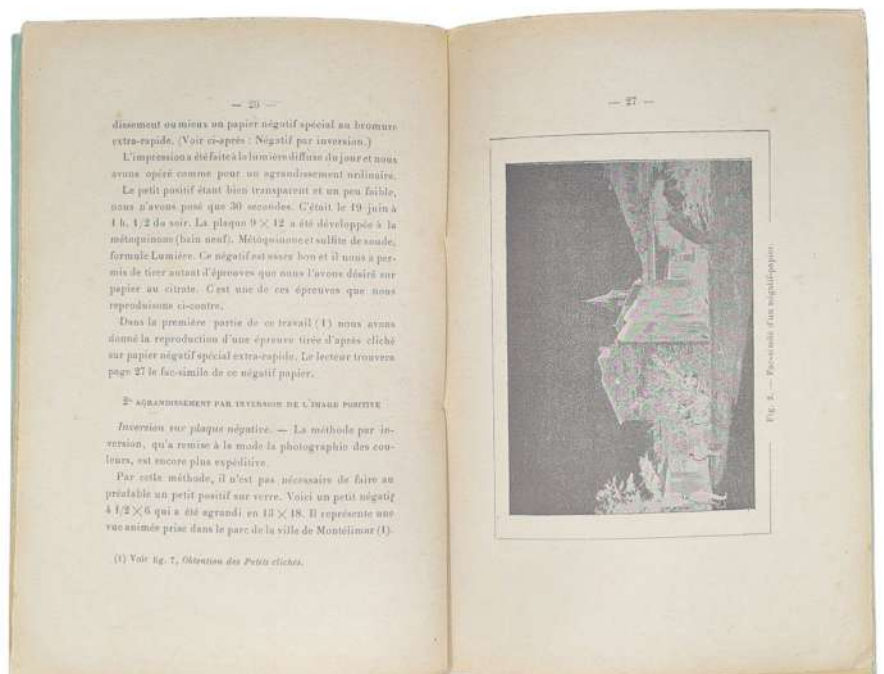 — 26 —
dissement ou mieux un papier négatif spécial au bromure
extra-rapide. (Voir ci-après : Négatif par inversion.)
L'impression a été faite à la lumière diffuse du jour et nous
avons opéré comme pour un agrandissement ordinaire.
Le petit positif étant bien transparent et un peu faible,
nous n'avons posé que 30 secondes. C'était le 19 juin à
1 h. 1/2 du soir. La plaque 9 × 12 a été développée à la
métoquinone (bain neuf). Métoquinone et sulfite de soude,
formule Lumière. Ce négatif est assez bon et il nous a per-
mis de tirer autant d'épreuves que nous l'avons désiré sur
papier au citrate. C'est une de ces épreuves que nous
reproduisons ci-contre.
Dans la première partie de ce travail (1) nous avons
donné la reproduction d'une épreuve tirée d'après cliché
sur papier négatif spécial extra-rapide. Le lecteur trouvera
page 27 le fac-simile de ce négatif papier.
2° AGRANDISSEMENT PAR INVERSION DE L'IMAGE POSITIVE
Inversion sur plaque négative. — La méthode par in-
version, qu'a remise à la mode la photographie des cou-
leurs, est encore plus expéditive.
Par cette méthode, il n'est pas nécessaire de faire au
préalable un petit positif sur verre. Voici un petit négatif
4 1/2 × 6 qui a été agrandi en 13 × 18. Il représente une
vue animée prise dans le parc de la ville de Montélimar (1).
(1) Voir fig. 7, Obtention des Petits clichés.
— 27 —
Fig. 2. — Fac-similé d'un négatif-papier.